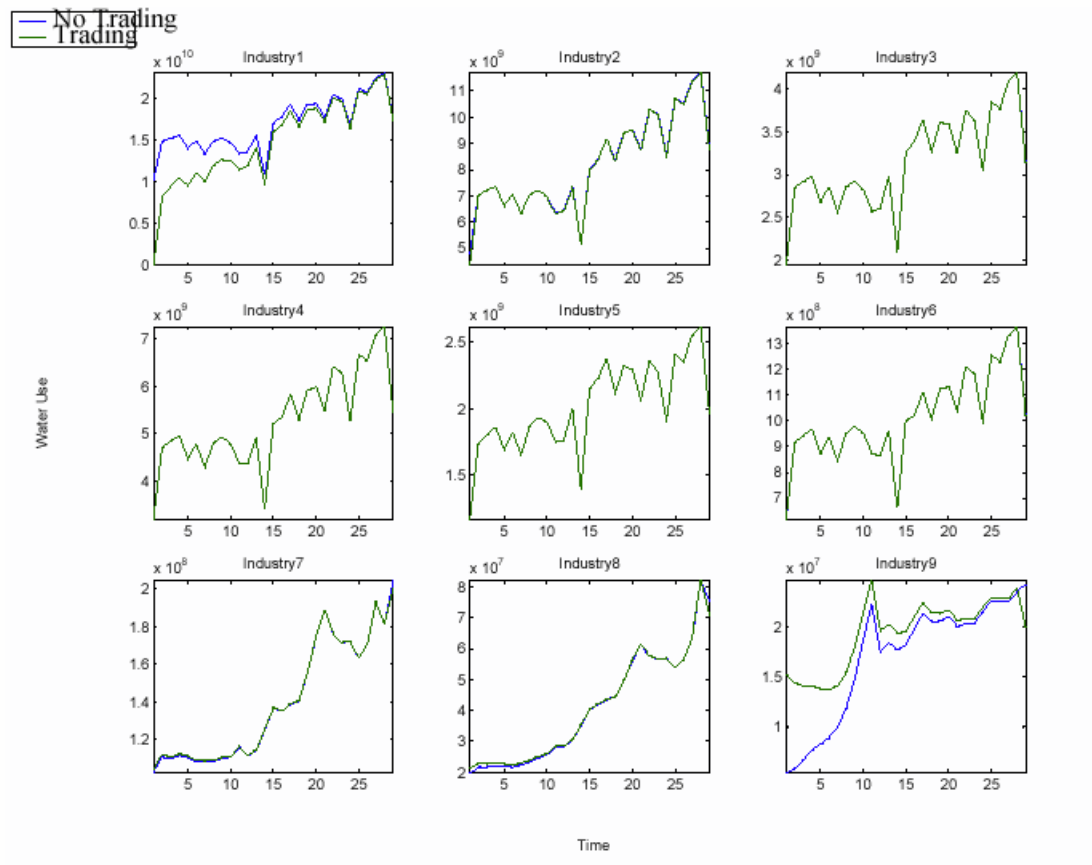 No Trading
Trading
Industry1
x 10^10
2
1.5
1
0.5
0
5 10 15 20 25
Industry2
x 10^9
11
10
9
8
7
6
5
5 10 15 20 25
Industry3
x 10^9
4
3.5
3
2.5
2
5 10 15 20 25
Industry4
x 10^9
7
6
5
4
5 10 15 20 25
Industry5
x 10^9
2.5
2
1.5
5 10 15 20 25
Industry6
x 10^8
13
12
11
10
9
8
7
5 10 15 20 25
Water Use
Industry7
x 10^8
2
1.8
1.6
1.4
1.2
5 10 15 20 25
Industry8
x 10^7
8
7
6
5
4
3
2
5 10 15 20 25
Industry9
x 10^7
2
1.5
1
5 10 15 20 25
Time